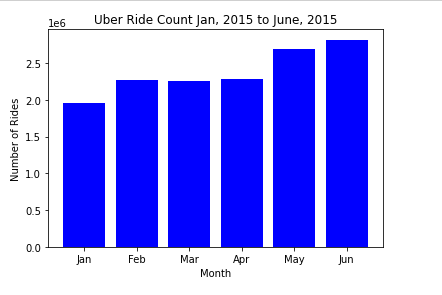 Uber Ride Count Jan, 2015 to June, 2015
1e6
2.5
2.0
1.5
1.0
0.5
0.0
Number of Rides
Jan Feb Mar Apr May Jun
Month